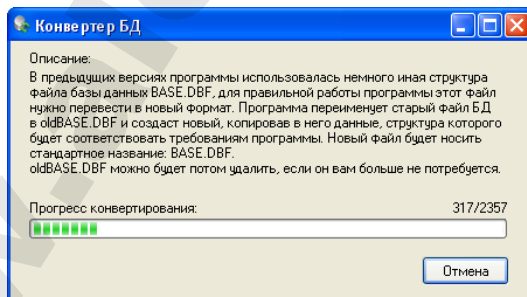 Конвертер БД
Описание:
В предыдущих версиях программы использовалась немного иная структура
файла базы данных BASE.DBF, для правильной работы программы этот файл
нужно перевести в новый формат. Программа переименует старый файл БД
в oldBASE.DBF и создаст новый, копировав в него данные, структура которого
будет соответствовать требованиям программы. Новый файл будет носить
стандартное название: BASE.DBF.
oldBASE.DBF можно будет потом удалить, если он вам больше не потребуется.
Прогресс конвертирования: 317/2357
Отмена